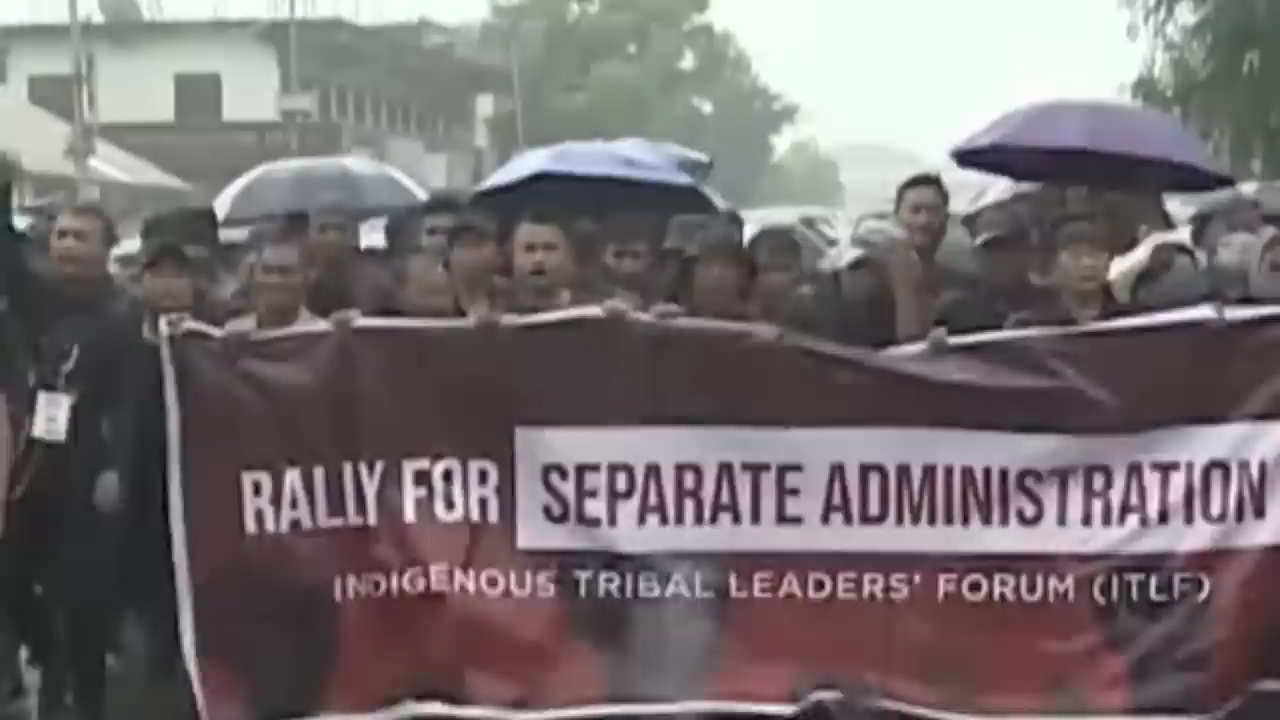 RALLY FOR SEPARATE ADMINISTRATION
INDIGENOUS TRIBAL LEADERS' FORUM (ITLF)